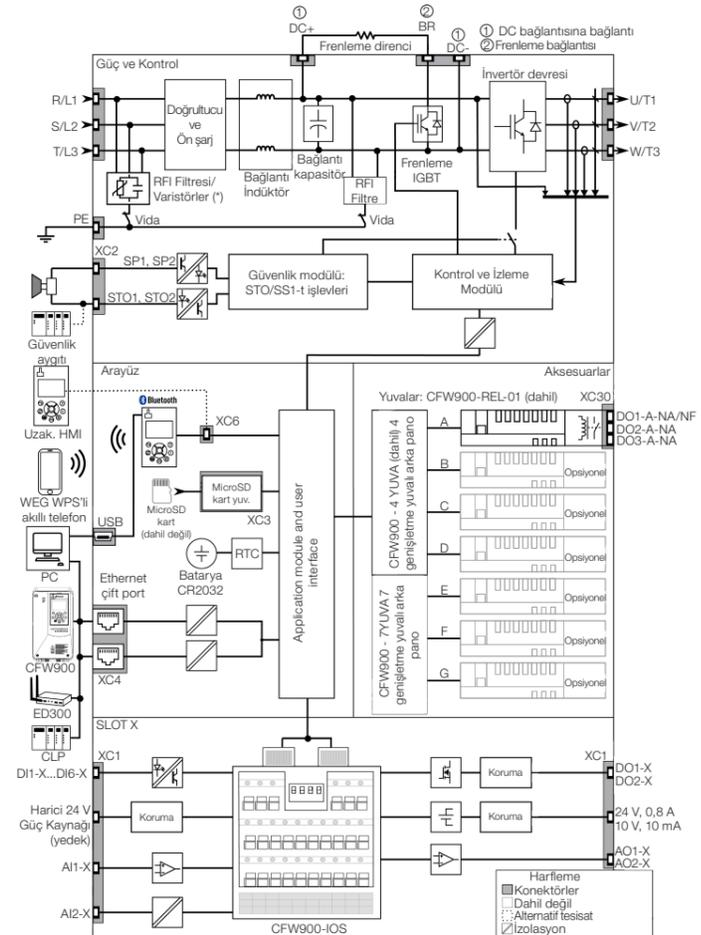 ①
DC+
②
BR
①
DC-
① DC bağlantısına bağlantı
② Frenleme bağlantısı
Frenleme direnci
Güç ve Kontrol
İnvertör devresi
R/L1
S/L2
T/L3
Doğrultucu
ve
Ön şarj
U/T1
V/T2
W/T3
Bağlantı
İndüktör
Bağlantı
kapasitör
Frenleme
IGBT
RFI Filtresi/
Varistörler (*)
RFI
Filtre
PE
Vida
Vida
XC2
SP1, SP2
STO1, STO2
Güvenlik modülü:
STO/SS1-t işlevleri
Kontrol ve İzleme
Modülü
Güvenlik
aygıtı
Arayüz
Aksesuarlar
Uzak. HMI
Bluetooth
XC6
Yuvalar: CFW900-REL-01 (dahil)
XC30
DO1-A-NA/NF
DO2-A-NA
DO3-A-NA
A
B
Opsiyonel
C
Opsiyonel
D
Opsiyonel
E
Opsiyonel
F
Opsiyonel
G
Opsiyonel
CFW900 - 4 YUVA (dahil) 4
genişletme yuvalı arka pano
CFW900 - 7YUVA 7
genişletme yuvalı arka
pano
Application module and user
interface
WEG WPS'li
akıllı telefon
MicroSD
kart
(dahil değil)
MicroSD
kart yuv.
XC3
USB
PC
Batarya
CR2032
RTC
Ethernet
çift port
CFW900
XC4
ED300
CLP
SLOT X
XC1
DI1-X...DI6-X
Harici 24 V
Güç Kaynağı
(yedek)
Koruma
AI1-X
AI2-X
CFW900-IOS
Koruma
Koruma
XC1
DO1-X
DO2-X
24 V, 0,8 A
10 V, 10 mA
AO1-X
AO2-X
Harfleme
Konektörler
Dahil değil
Alternatif tesisat
İzolasyon